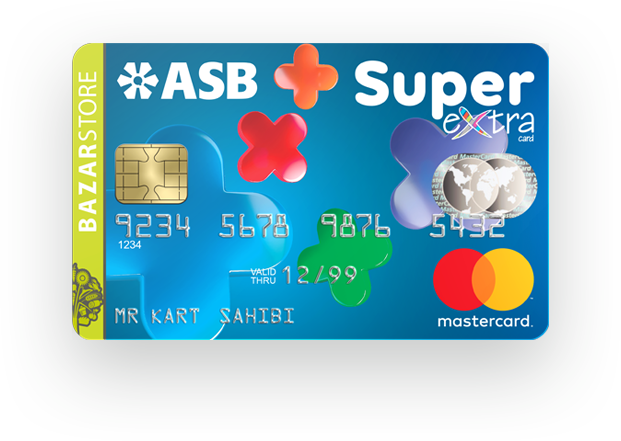 BAZARSTORE
ASB
Super
eXtra
card
9234 5678 9876 5432
1234
VALID
THRU 12/99
MR KART SAHIBI
mastercard.